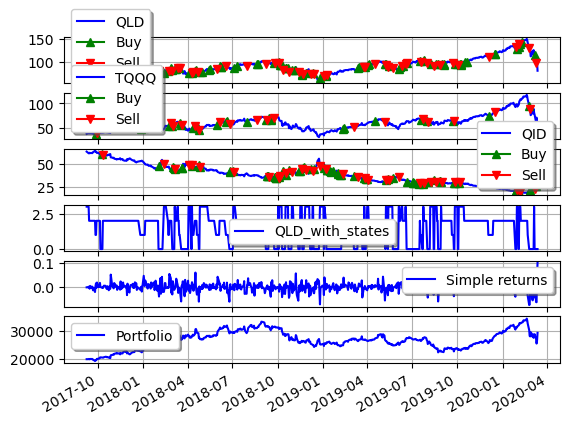 QLD
Buy
Sell
150
100
TQQQ
Buy
Sell
100
50
QID
Buy
Sell
50
25
2.5
0.0
QLD_with_states
0.1
0.0
Simple returns
30000
20000
Portfolio
2017-10 2018-01 2018-04 2018-07 2018-10 2019-01 2019-04 2019-07 2019-10 2020-01 2020-04